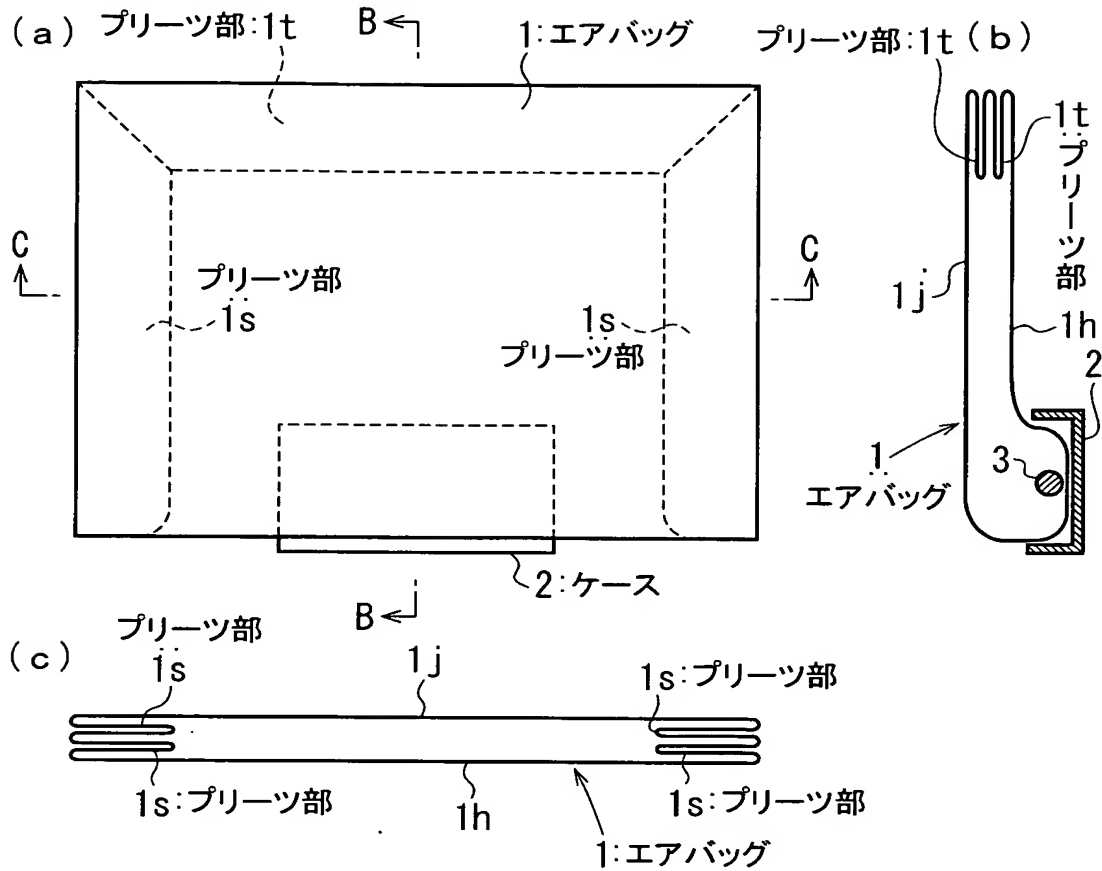 (a)
プリーツ部:1t
B
1:エアバッグ
C
C
プリーツ部:1s
1s:プリーツ部
2:ケース
B
プリーツ部:1t
(b)
1t:プリーツ部
1j
1h
2
3
1:エアバッグ
(c)
プリーツ部:1s
1j
1s:プリーツ部
1s:プリーツ部
1h
1s:プリーツ部
1:エアバッグ